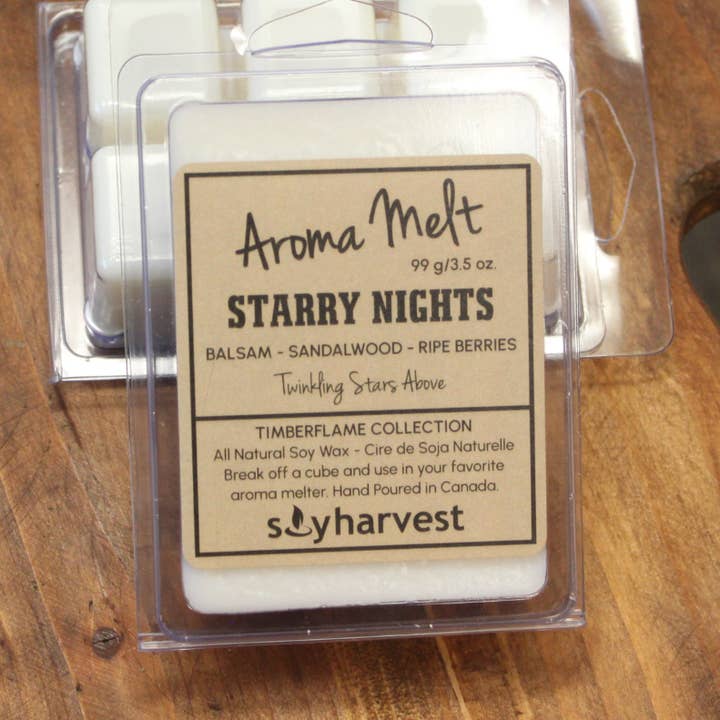 Aroma Melt
99 g/3.5 oz.
STARRY NIGHTS
BALSAM - SANDALWOOD - RIPE BERRIES
Twinkling Stars Above
TIMBERFLAME COLLECTION
All Natural Soy Wax - Cire de Soja Naturelle
Break off a cube and use in your favorite
aroma melter. Hand Poured in Canada.
soyharvest